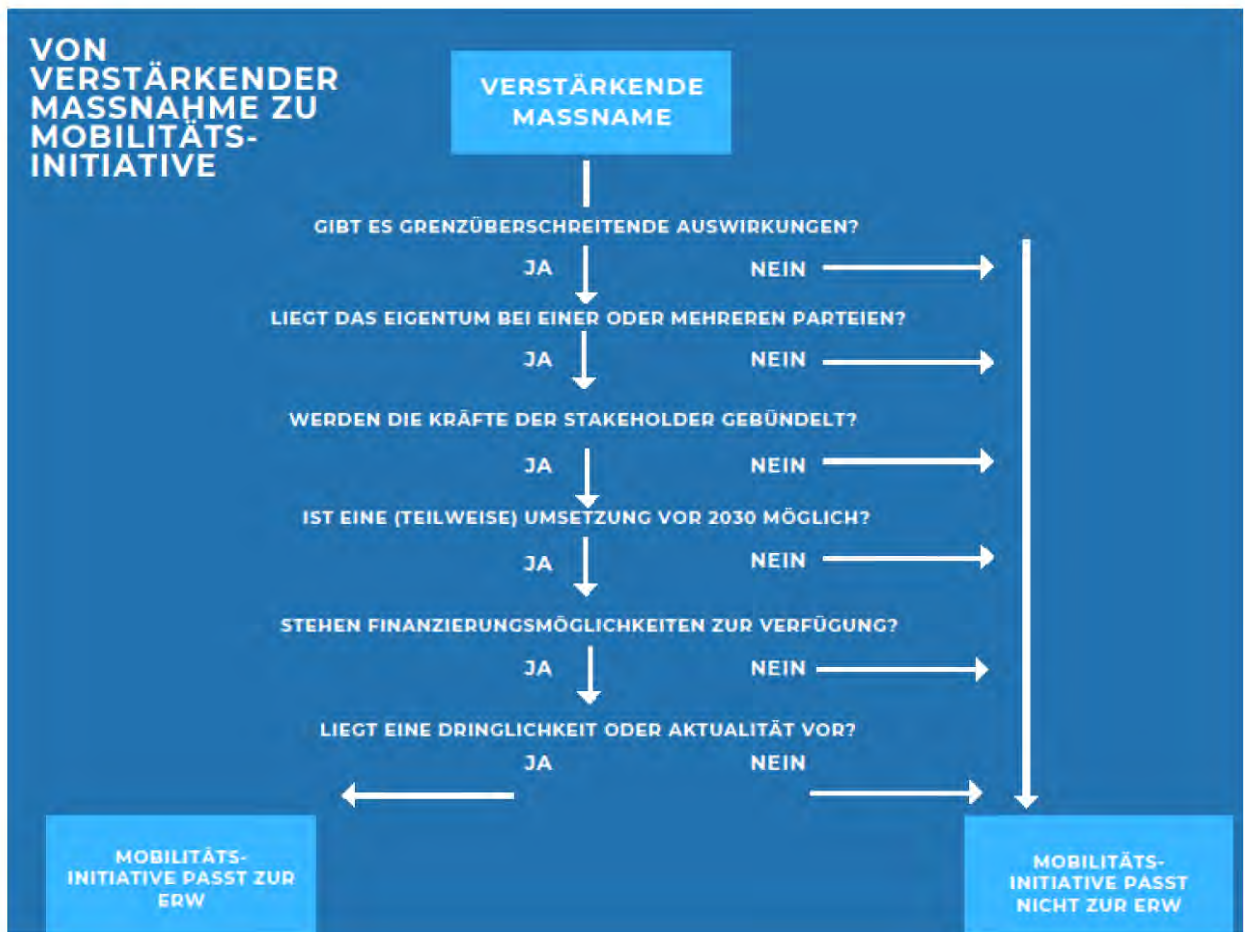 VON
VERSTÄRKENDER
MASSNAHME ZU
MOBILITÄTS-
INITIATIVE
VERSTÄRKENDE
MASSNAME
GIBT ES GRENZÜBERSCHREITENDE AUSWIRKUNGEN?
JA NEIN
LIEGT DAS EIGENTUM BEI EINER ODER MEHREREN PARTEIEN?
JA NEIN
WERDEN DIE KRÄFTE DER STAKEHOLDER GEBÜNDELT?
JA NEIN
IST EINE (TEILWEISE) UMSETZUNG VOR 2030 MÖGLICH?
JA NEIN
STEHEN FINANZIERUNGSMÖGLICHKEITEN ZUR VERFÜGUNG?
JA NEIN
LIEGT EINE DRINGLICHKEIT ODER AKTUALITÄT VOR?
JA NEIN
MOBILITÄTS-
INITIATIVE PASST ZUR
ERW
MOBILITÄTS-
INITIATIVE PASST
NICHT ZUR ERW